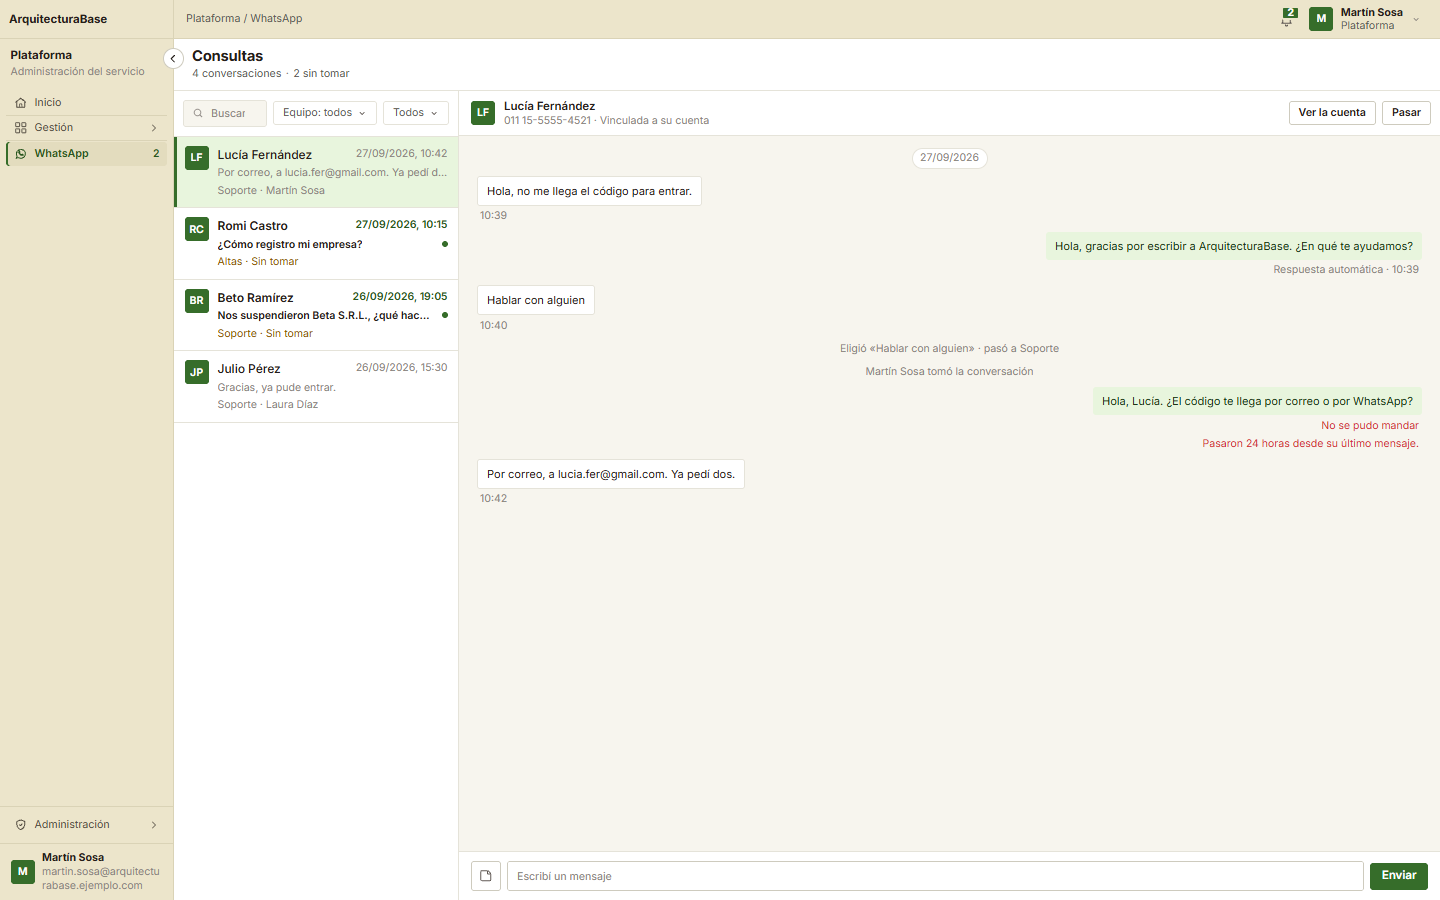 ArquitecturaBase
Plataforma / WhatsApp
2
M
Martín Sosa
Plataforma
Plataforma
Administración del servicio
Inicio
Gestión
WhatsApp
2
Administración
M
Martín Sosa
martin.sosa@arquitectu
rabase.ejemplo.com
Consultas
4 conversaciones · 2 sin tomar
Buscar
Equipo: todos
Todos
LF
Lucía Fernández
27/09/2026, 10:42
Por correo, a lucia.fer@gmail.com. Ya pedí d...
Soporte · Martín Sosa
RC
Romi Castro
27/09/2026, 10:15
¿Cómo registro mi empresa?
Altas · Sin tomar
BR
Beto Ramírez
26/09/2026, 19:05
Nos suspendieron Beta S.R.L., ¿qué hac...
Soporte · Sin tomar
JP
Julio Pérez
26/09/2026, 15:30
Gracias, ya pude entrar.
Soporte · Laura Díaz
LF
Lucía Fernández
011 15-5555-4521 · Vinculada a su cuenta
Ver la cuenta
Pasar
27/09/2026
Hola, no me llega el código para entrar.
10:39
Hola, gracias por escribir a ArquitecturaBase. ¿En qué te ayudamos?
Respuesta automática · 10:39
Hablar con alguien
10:40
Eligió «Hablar con alguien» · pasó a Soporte
Martín Sosa tomó la conversación
Hola, Lucía. ¿El código te llega por correo o por WhatsApp?
No se pudo mandar
Pasaron 24 horas desde su último mensaje.
Por correo, a lucia.fer@gmail.com. Ya pedí dos.
10:42
Escribí un mensaje
Enviar